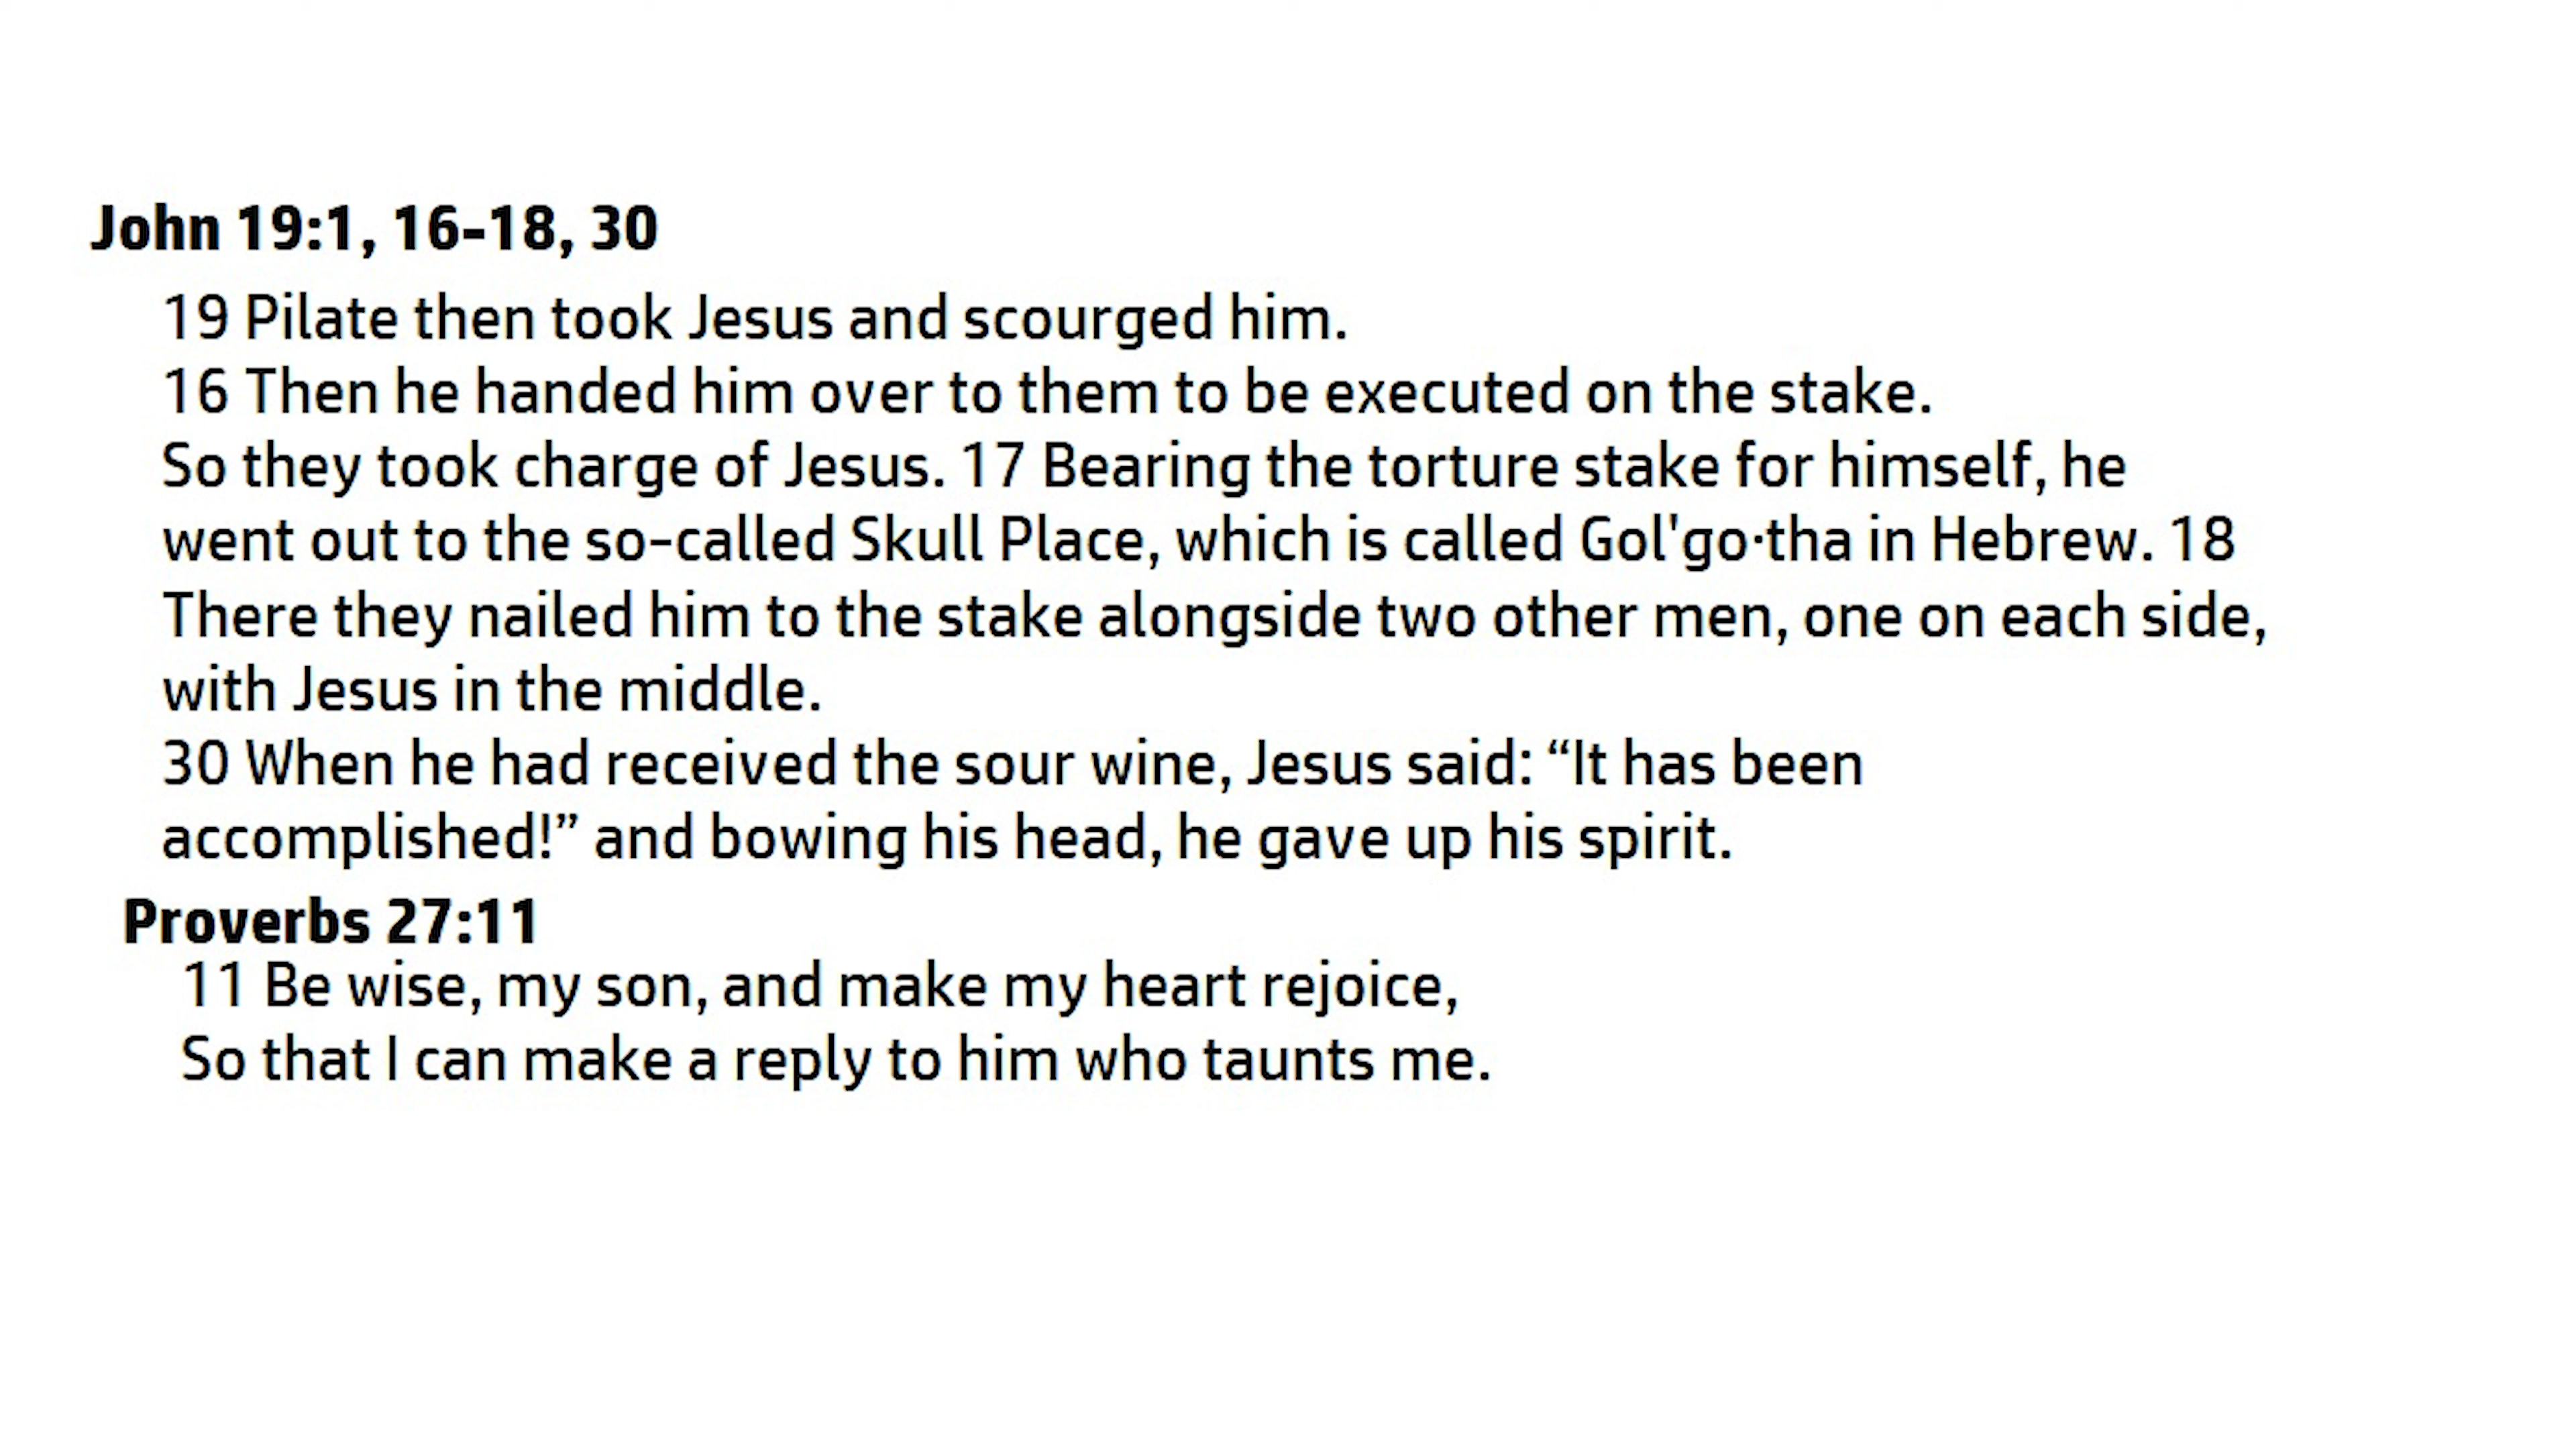 John 19:1, 16-18, 30
19 Pilate then took Jesus and scourged him.
16 Then he handed him over to them to be executed on the stake.
So they took charge of Jesus. 17 Bearing the torture stake for himself, he
went out to the so-called Skull Place, which is called Gol'go·tha in Hebrew. 18
There they nailed him to the stake alongside two other men, one on each side,
with Jesus in the middle.
30 When he had received the sour wine, Jesus said: “It has been
accomplished!” and bowing his head, he gave up his spirit.
Proverbs 27:11
11 Be wise, my son, and make my heart rejoice,
So that I can make a reply to him who taunts me.